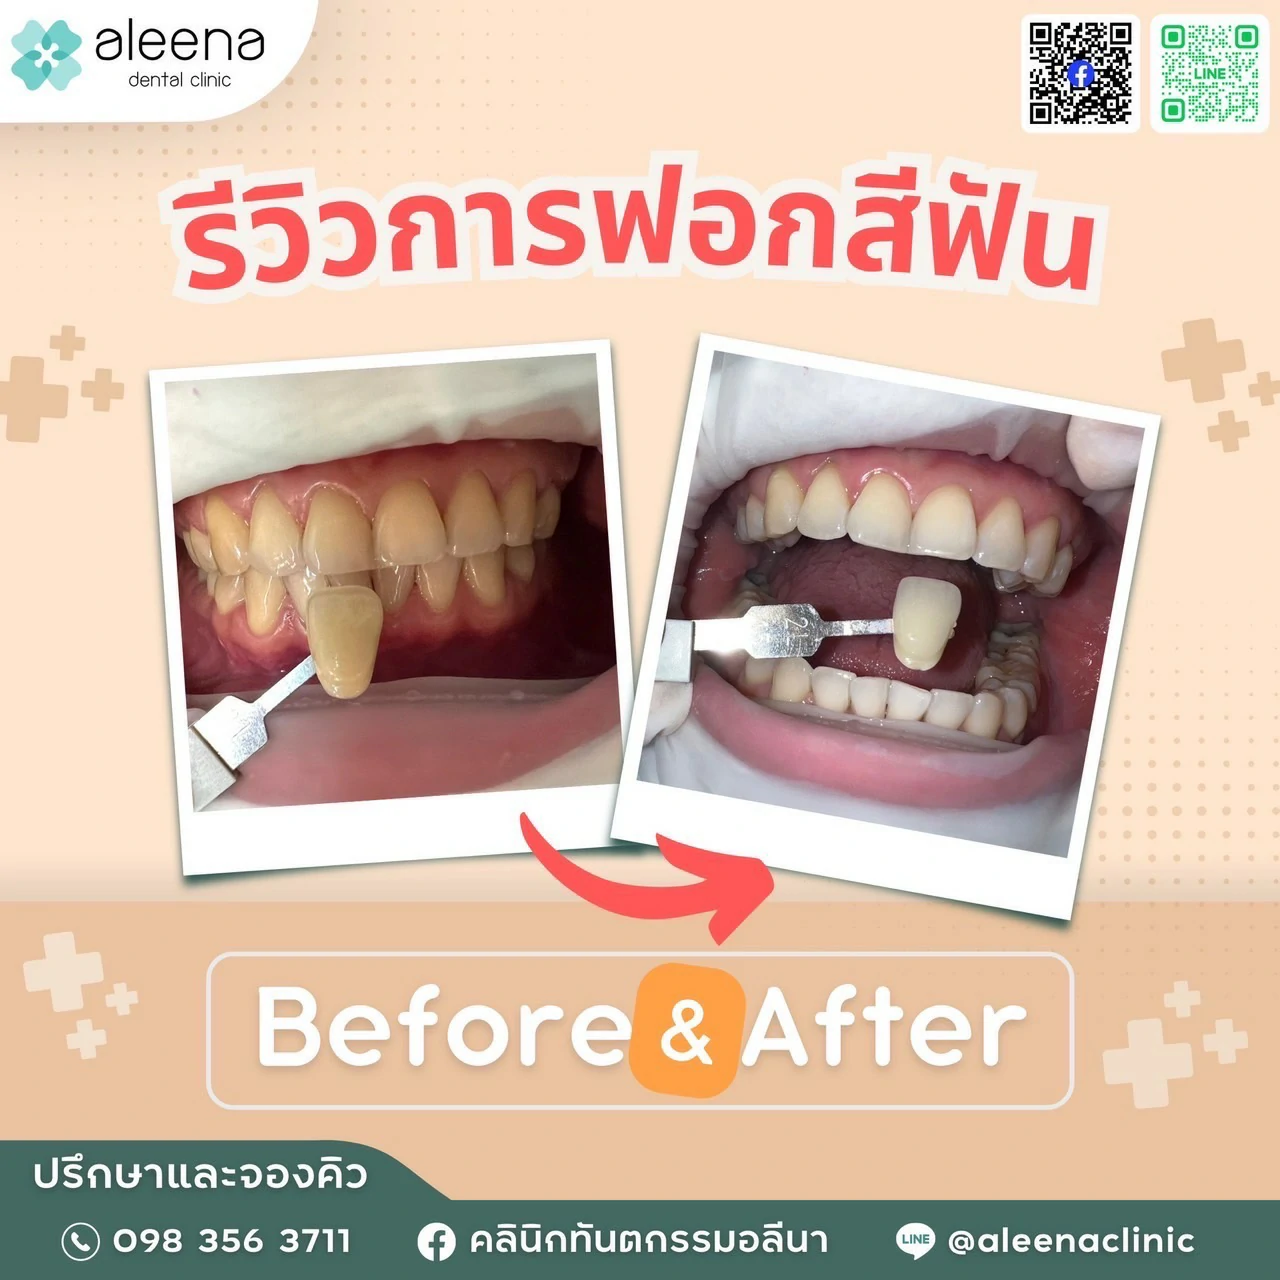 aleena
dental clinic
LINE
รีวิวการฟอกสีฟัน
Before & After
ปรึกษาและจองคิว
098 356 3711
คลินิกทันตกรรมอลีนา
LINE
@aleenaclinic